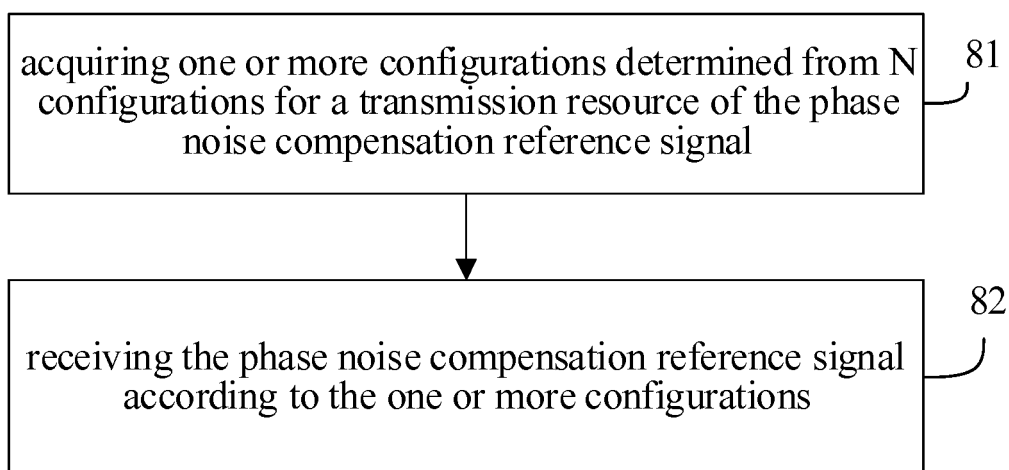 acquiring one or more configurations determined from N
configurations for a transmission resource of the phase
noise compensation reference signal
81
receiving the phase noise compensation reference signal
according to the one or more configurations
82